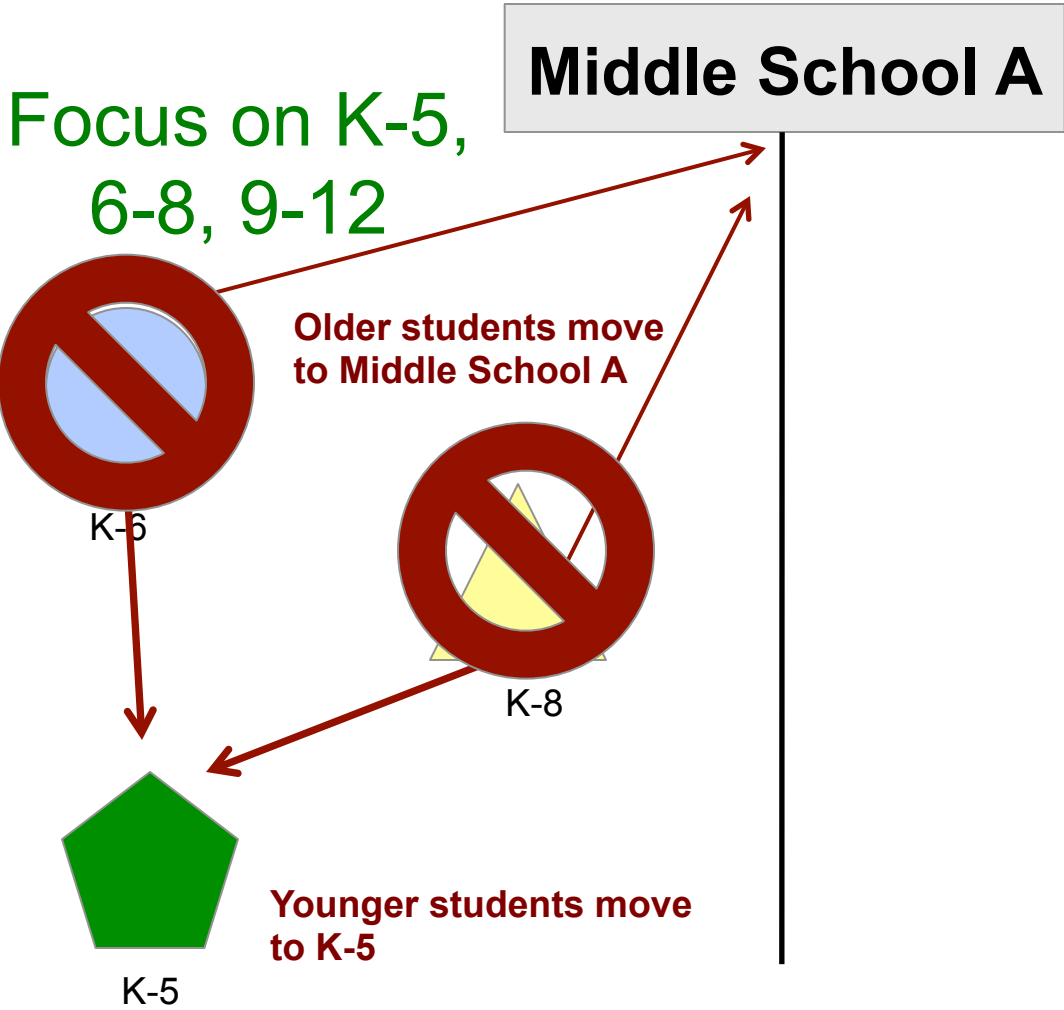 Middle School A
Focus on K-5,
6-8, 9-12
Older students move
to Middle School A
K-6
K-8
Younger students move
to K-5
K-5